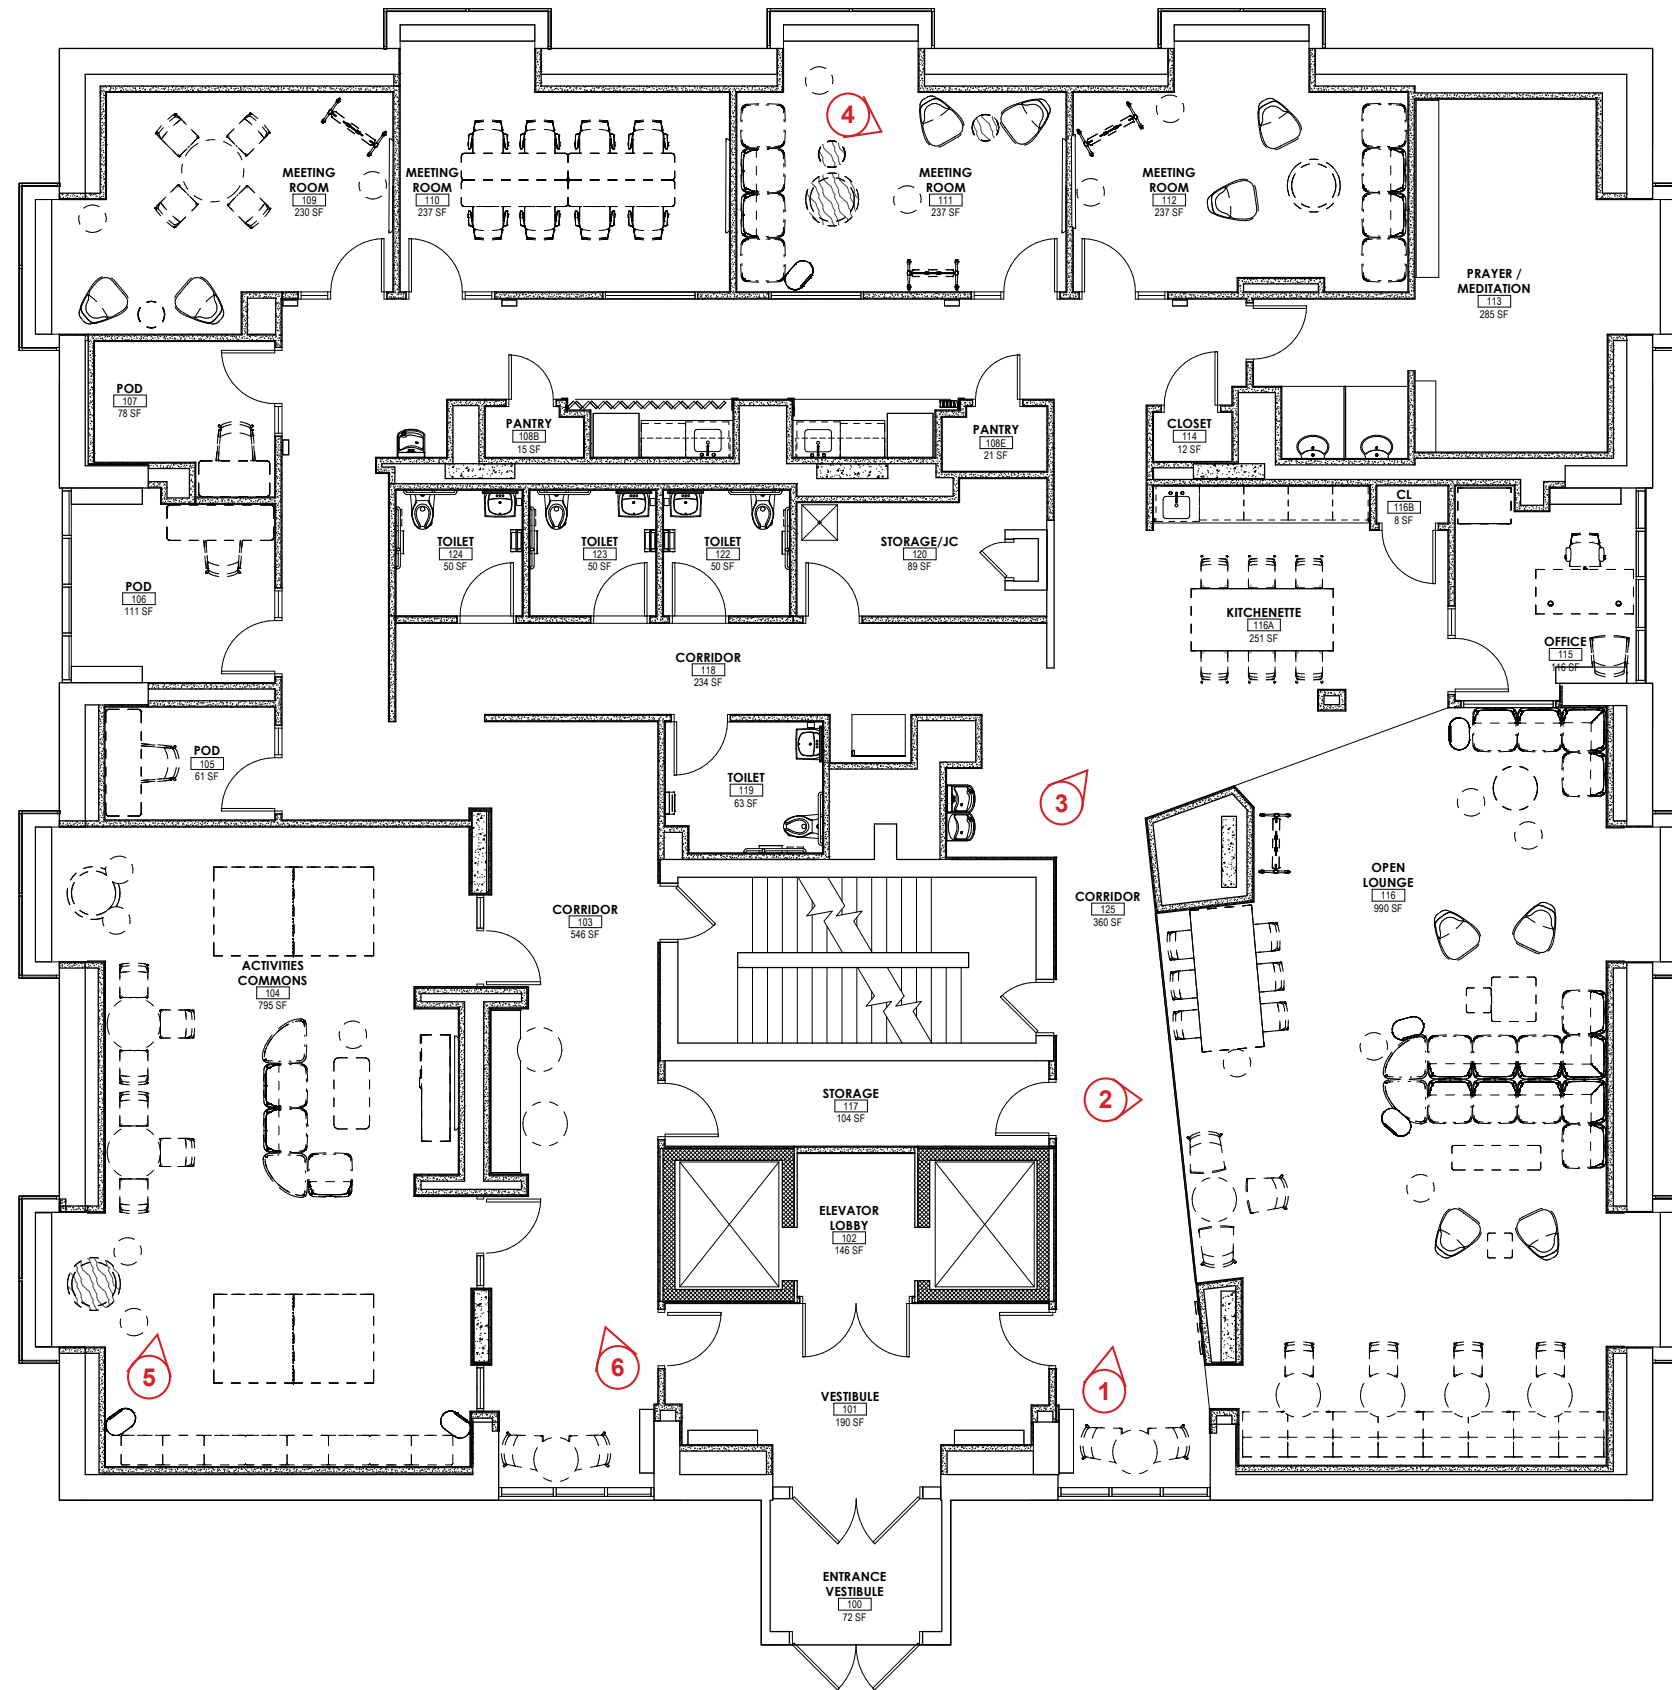 4
MEETING
ROOM
109
230 SF
MEETING
ROOM
110
237 SF
MEETING
ROOM
111
237 SF
MEETING
ROOM
112
237 SF
PRAYER /
MEDITATION
113
285 SF
POD
107
78 SF
PANTRY
108B
15 SF
PANTRY
108E
21 SF
CLOSET
114
12 SF
CL
116B
8 SF
TOILET
124
50 SF
TOILET
123
50 SF
TOILET
122
50 SF
STORAGE/JC
120
89 SF
POD
106
111 SF
KITCHENETTE
116A
251 SF
OFFICE
115
116 SF
CORRIDOR
118
234 SF
POD
105
61 SF
TOILET
119
63 SF
3
OPEN
LOUNGE
116
990 SF
CORRIDOR
103
546 SF
CORRIDOR
125
360 SF
ACTIVITIES
COMMONS
104
795 SF
STORAGE
117
104 SF
2
ELEVATOR
LOBBY
102
146 SF
5
6
1
VESTIBULE
101
190 SF
ENTRANCE
VESTIBULE
100
72 SF